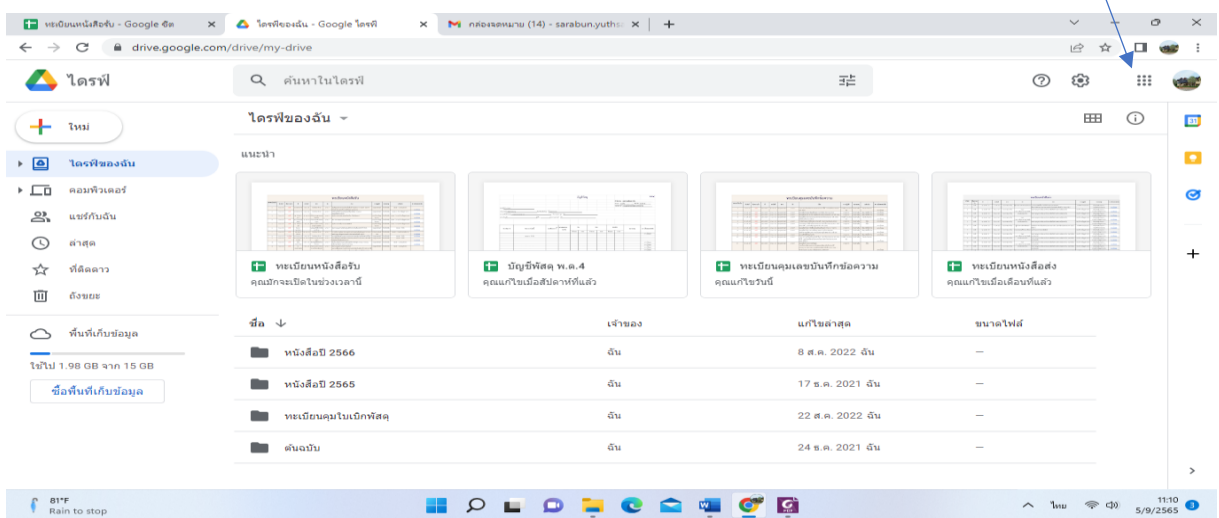 ทะเบียนหนังสือรับ - Google ชีต
ไดรฟ์ของฉัน - Google ไดรฟ์
กล่องจดหมาย (14) - sarabun.yuths
drive.google.com/drive/my-drive
ไดรฟ์
ค้นหาในไดรฟ์
ใหม่
ไดรฟ์ของฉัน
31
แนะนำ
ไดรฟ์ของฉัน
คอมพิวเตอร์
แชร์กับฉัน
ล่าสุด
ที่ติดดาว
ถังขยะ
พื้นที่เก็บข้อมูล
ใช้ไป 1.98 GB จาก 15 GB
ซื้อพื้นที่เก็บข้อมูล
ทะเบียนหนังสือรับ
คุณมักจะเปิดในช่วงเวลานี้
บัญชีพัสดุ พ.ด.4
คุณแก้ไขเมื่อสัปดาห์ที่แล้ว
ทะเบียนคุมเลขบันทึกข้อความ
คุณแก้ไขวันนี้
ทะเบียนหนังสือส่ง
คุณแก้ไขเมื่อเดือนที่แล้ว
ชื่อ เจ้าของ แก้ไขล่าสุด ขนาดไฟล์
หนังสือปี 2566 ฉัน 8 ส.ค. 2022 ฉัน —
หนังสือปี 2565 ฉัน 17 ธ.ค. 2021 ฉัน —
ทะเบียนคุมใบเบิกพัสดุ ฉัน 22 ส.ค. 2022 ฉัน —
ต้นฉบับ ฉัน 24 ธ.ค. 2021 ฉัน —
81°F
Rain to stop
ไทย
11:10
5/9/2565
3